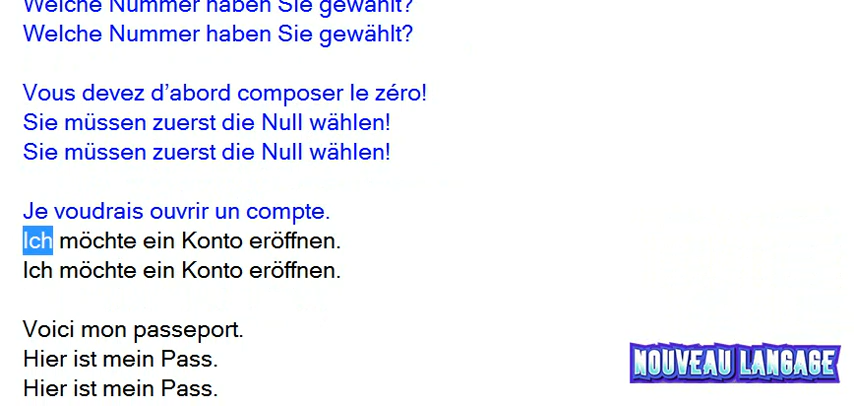 Welche Nummer haben Sie gewählt?
Welche Nummer haben Sie gewählt?
Vous devez d’abord composer le zéro!
Sie müssen zuerst die Null wählen!
Sie müssen zuerst die Null wählen!
Je voudrais ouvrir un compte.
Ich möchte ein Konto eröffnen.
Ich möchte ein Konto eröffnen.
Voici mon passeport.
Hier ist mein Pass.
Hier ist mein Pass.
NOUVEAU LANGAGE